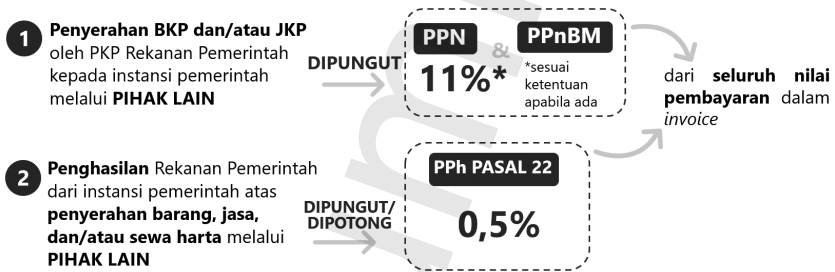 1
Penyerahan BKP dan/atau JKP
oleh PKP Rekanan Pemerintah
kepada instansi pemerintah
melalui PIHAK LAIN
DIPUNGUT
PPN
&
PPnBM
11%*
*sesuai
ketentuan
apabila ada
dari seluruh nilai
pembayaran dalam
invoice
2
Penghasilan Rekanan Pemerintah
dari instansi pemerintah atas
penyerahan barang, jasa,
dan/atau sewa harta melalui
PIHAK LAIN
DIPUNGUT/
DIPOTONG
PPh PASAL 22
0,5%